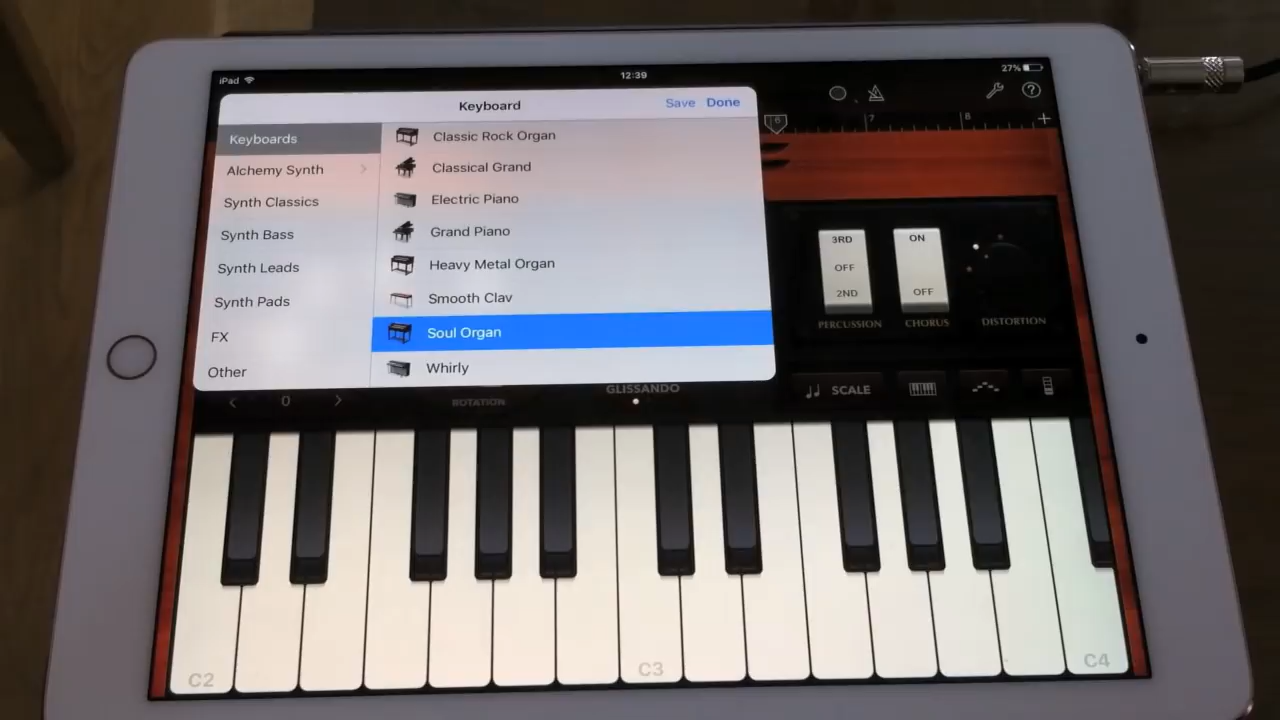 iPad 12:39 27%
Keyboard Save Done
Keyboards
Alchemy Synth
Synth Classics
Synth Bass
Synth Leads
Synth Pads
FX
Other
Classic Rock Organ
Classical Grand
Electric Piano
Grand Piano
Heavy Metal Organ
Smooth Clav
Soul Organ
Whirly
6 7 8
3RD
OFF
2ND
PERCUSSION
ON
OFF
CHORUS
DISTORTION
0
ROTATION
GLISSANDO
SCALE
C2 C3 C4